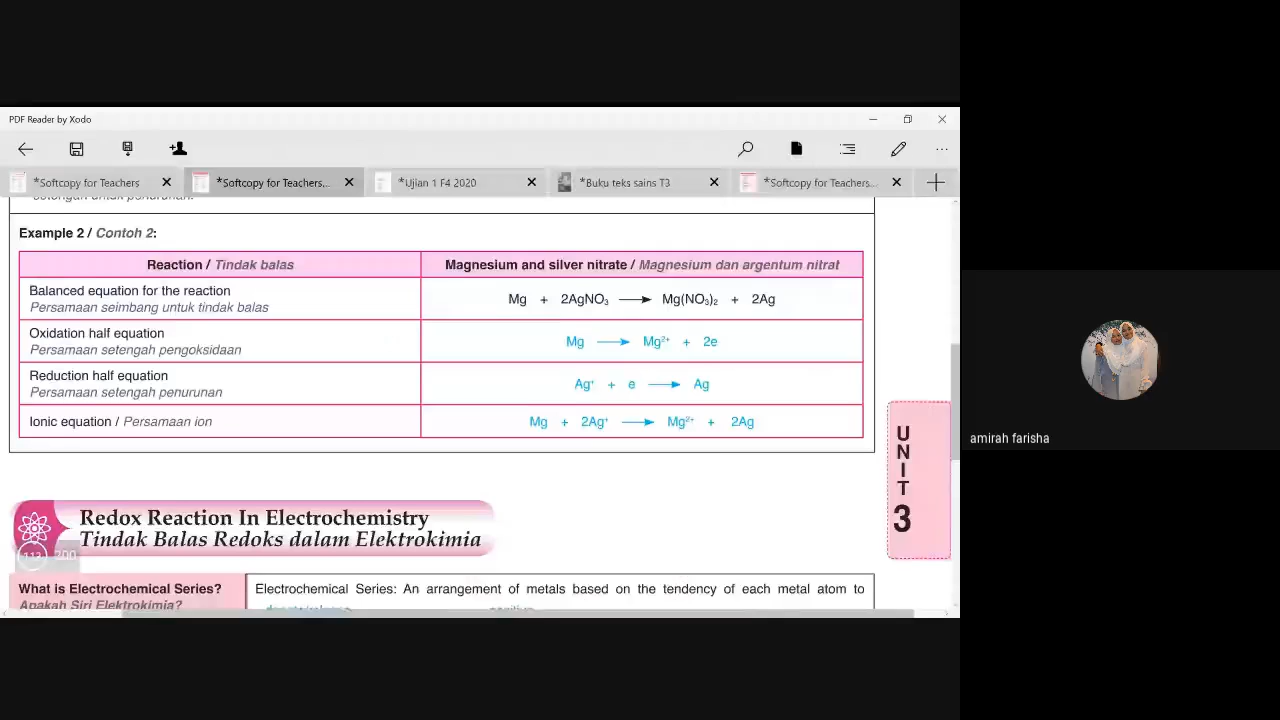 PDF Reader by Xodo
*Softcopy for Teachers
*Softcopy for Teachers...
*Ujian 1 F4 2020
*Buku teks sains T3
*Softcopy for Teachers...
setengah untuk penurunan.
Example 2 / Contoh 2:
Reaction / Tindak balas
Magnesium and silver nitrate / Magnesium dan argentum nitrat
Balanced equation for the reaction
Persamaan seimbang untuk tindak balas
Mg + 2AgNO₃ ⟶ Mg(NO₃)₂ + 2Ag
Oxidation half equation
Persamaan setengah pengoksidaan
Mg ⟶ Mg²⁺ + 2e
Reduction half equation
Persamaan setengah penurunan
Ag⁺ + e ⟶ Ag
Ionic equation / Persamaan ion
Mg + 2Ag⁺ ⟶ Mg²⁺ + 2Ag
UNIT
3
Redox Reaction In Electrochemistry
Tindak Balas Redoks dalam Elektrokimia
113 200
What is Electrochemical Series?
Apakah Siri Elektrokimia?
Electrochemical Series: An arrangement of metals based on the tendency of each metal atom to
amirah farisha